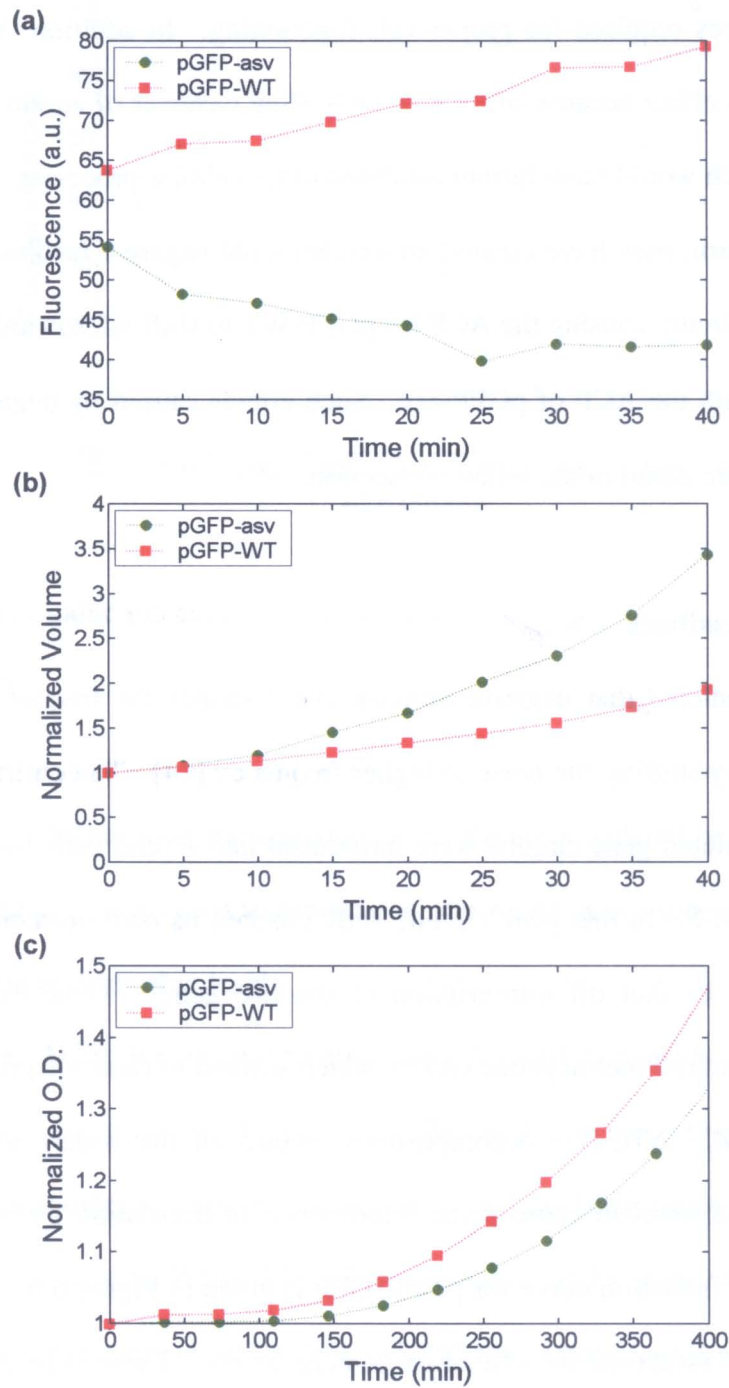 (a)
80
75
70
65
60
55
50
45
40
35
Fluorescence (a.u.)
pGFP-asv
pGFP-WT
0 5 10 15 20 25 30 35 40
Time (min)
(b)
4
3.5
3
2.5
2
1.5
1
0.5
0
Normalized Volume
pGFP-asv
pGFP-WT
0 5 10 15 20 25 30 35 40
Time (min)
(c)
1.5
1.4
1.3
1.2
1.1
1
Normalized O.D.
pGFP-asv
pGFP-WT
0 50 100 150 200 250 300 350 400
Time (min)